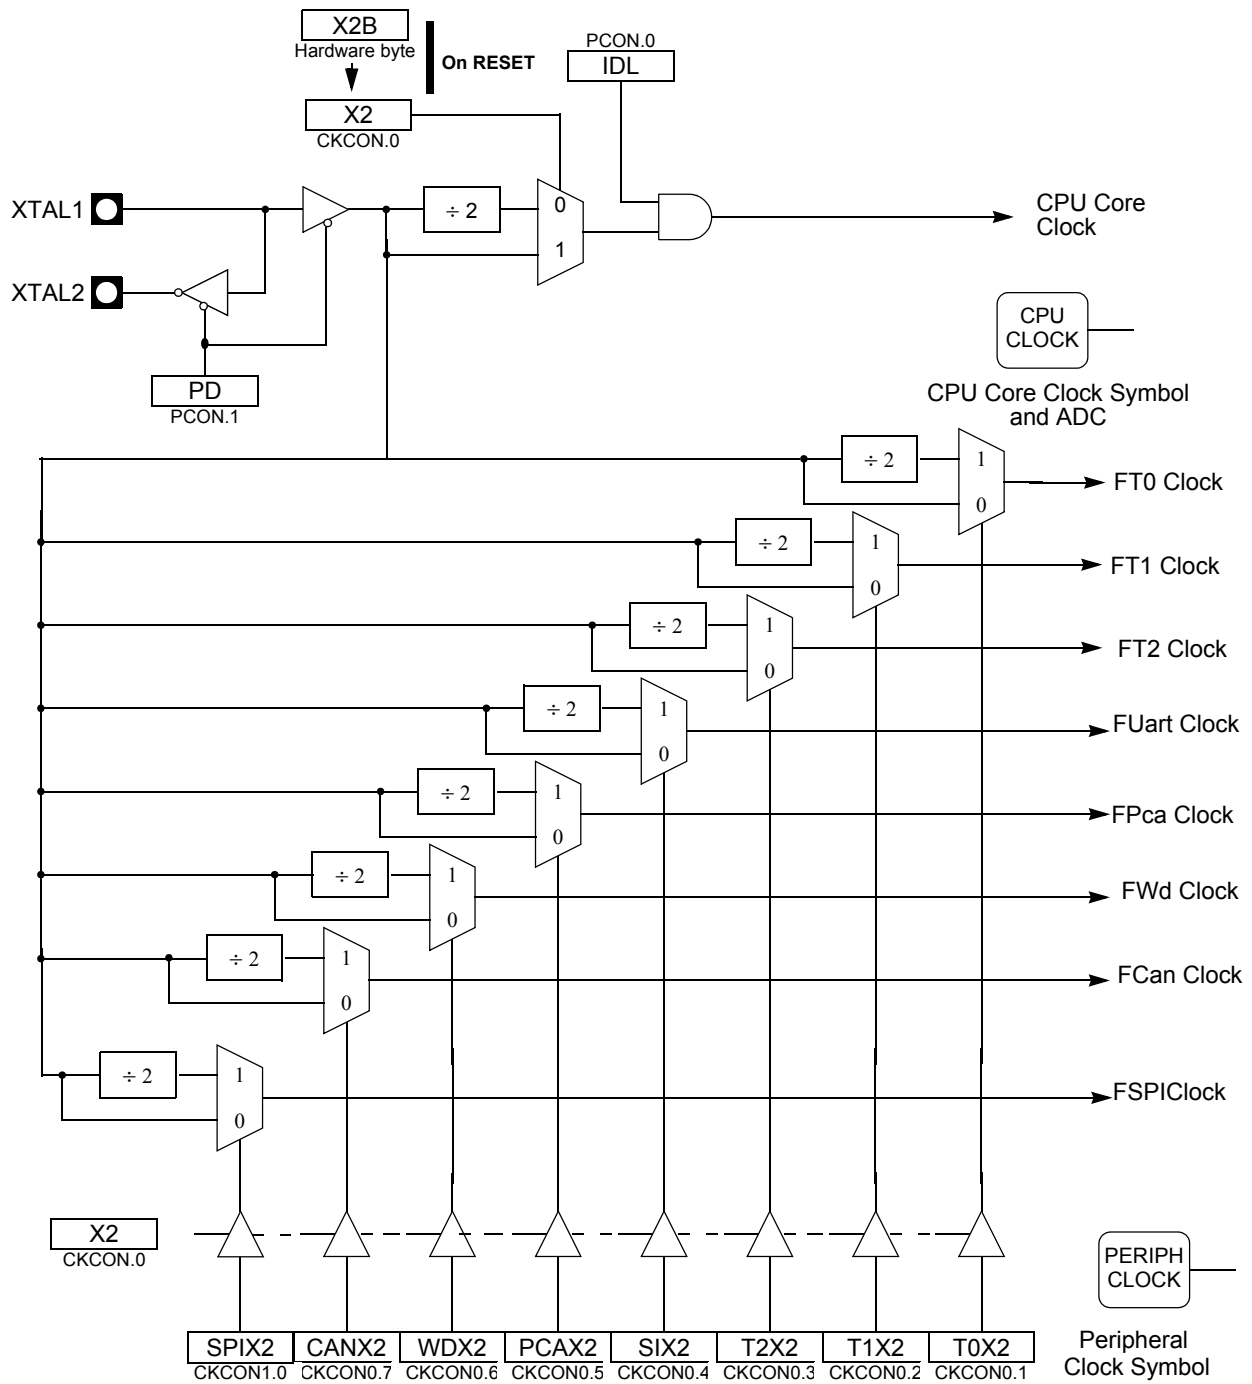 X2B
Hardware byte
On RESET
PCON.0
IDL
X2
CKCON.0
XTAL1
÷ 2
0
1
CPU Core
Clock
XTAL2
CPU
CLOCK
PD
PCON.1
CPU Core Clock Symbol
and ADC
÷ 2
1
0
FT0 Clock
÷ 2
1
0
FT1 Clock
÷ 2
1
0
FT2 Clock
÷ 2
1
0
FUart Clock
÷ 2
1
0
FPca Clock
÷ 2
1
0
FWd Clock
÷ 2
1
0
FCan Clock
÷ 2
1
0
FSPIClock
X2
CKCON.0
PERIPH
CLOCK
SPIX2
CANX2
WDX2
PCAX2
SIX2
T2X2
T1X2
T0X2
CKCON1.0
CKCON0.7
CKCON0.6
CKCON0.5
CKCON0.4
CKCON0.3
CKCON0.2
CKCON0.1
Peripheral
Clock Symbol